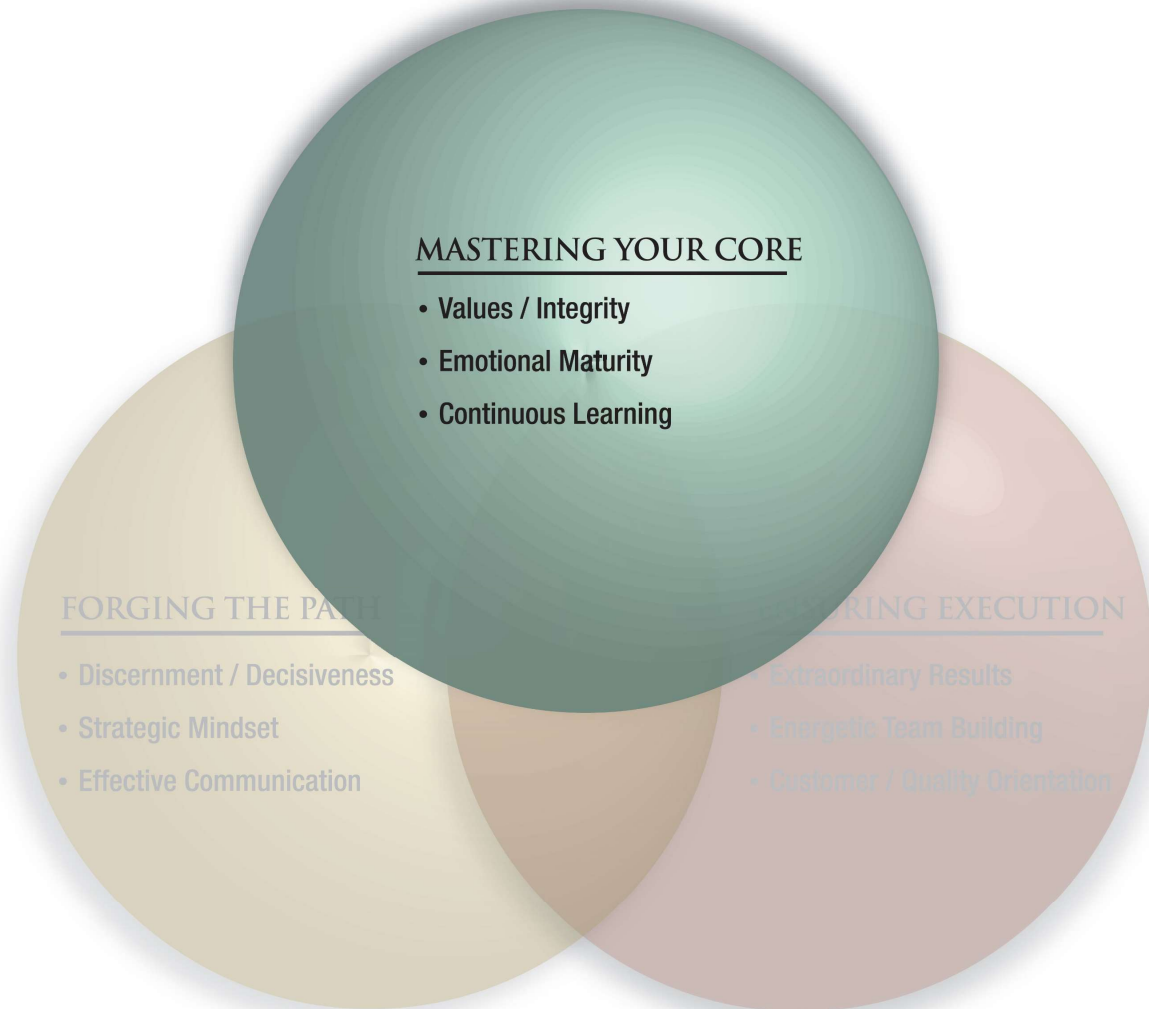 MASTERING YOUR CORE
• Values / Integrity
• Emotional Maturity
• Continuous Learning
FORGING THE PATH
• Discernment / Decisiveness
• Strategic Mindset
• Effective Communication
EXECUTION
• Extraordinary Results
• Energetic Team Building
• Customer / Quality Orientation